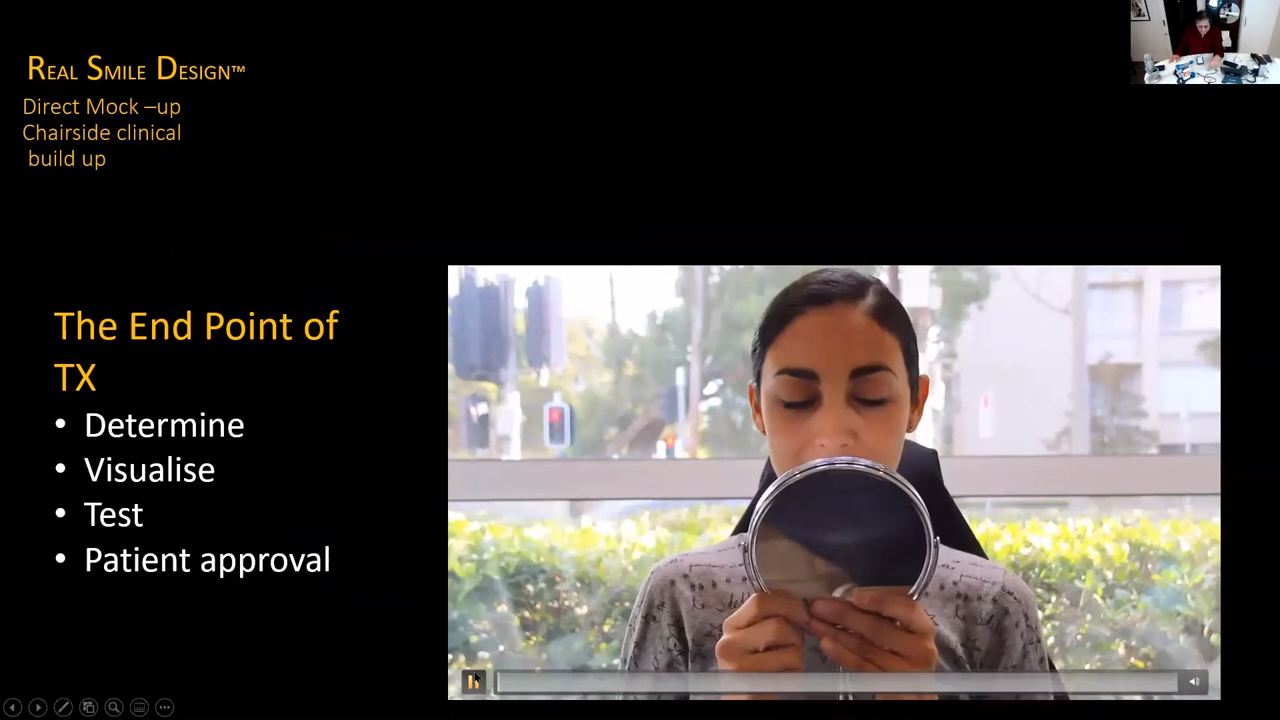 REAL SMILE DESIGN™
Direct Mock –up
Chairside clinical
build up
The End Point of
TX
• Determine
• Visualise
• Test
• Patient approval